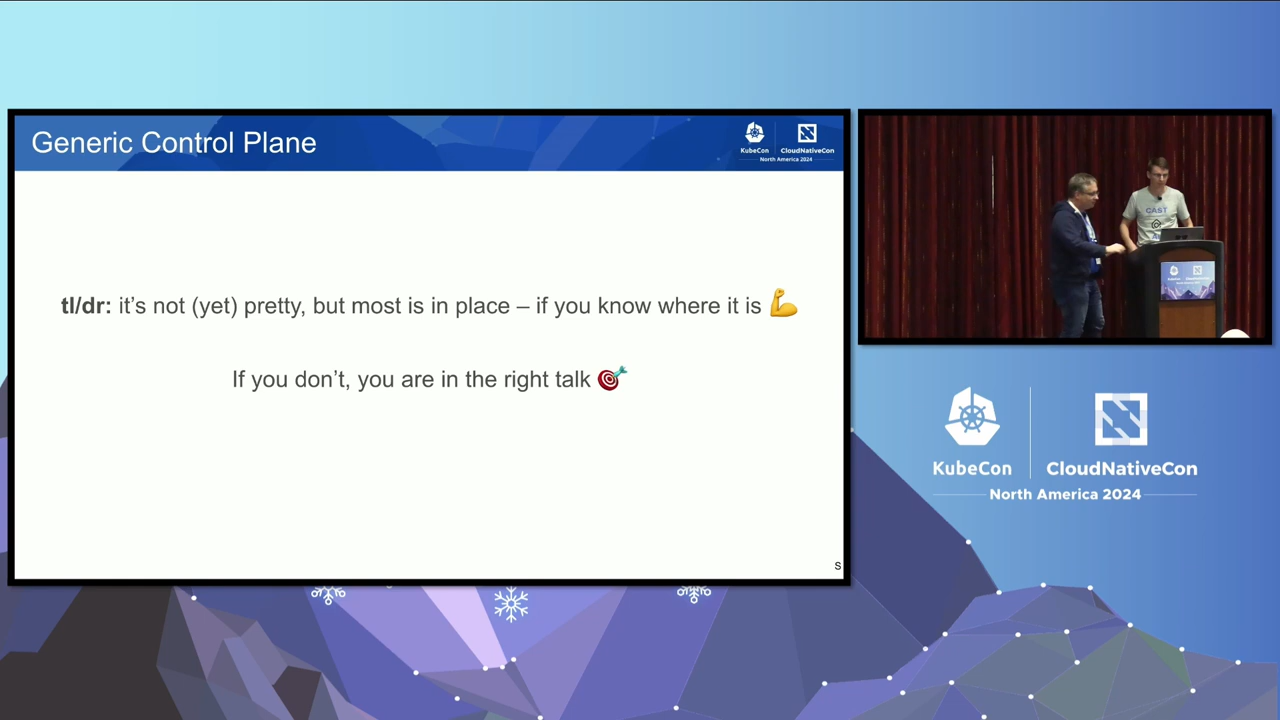 Generic Control Plane
KubeCon
CloudNativeCon
North America 2024
tl/dr: it's not (yet) pretty, but most is in place – if you know where it is 💪
If you don't, you are in the right talk 🎯
S
CAST
KubeCon
CloudNativeCon
North America 2024